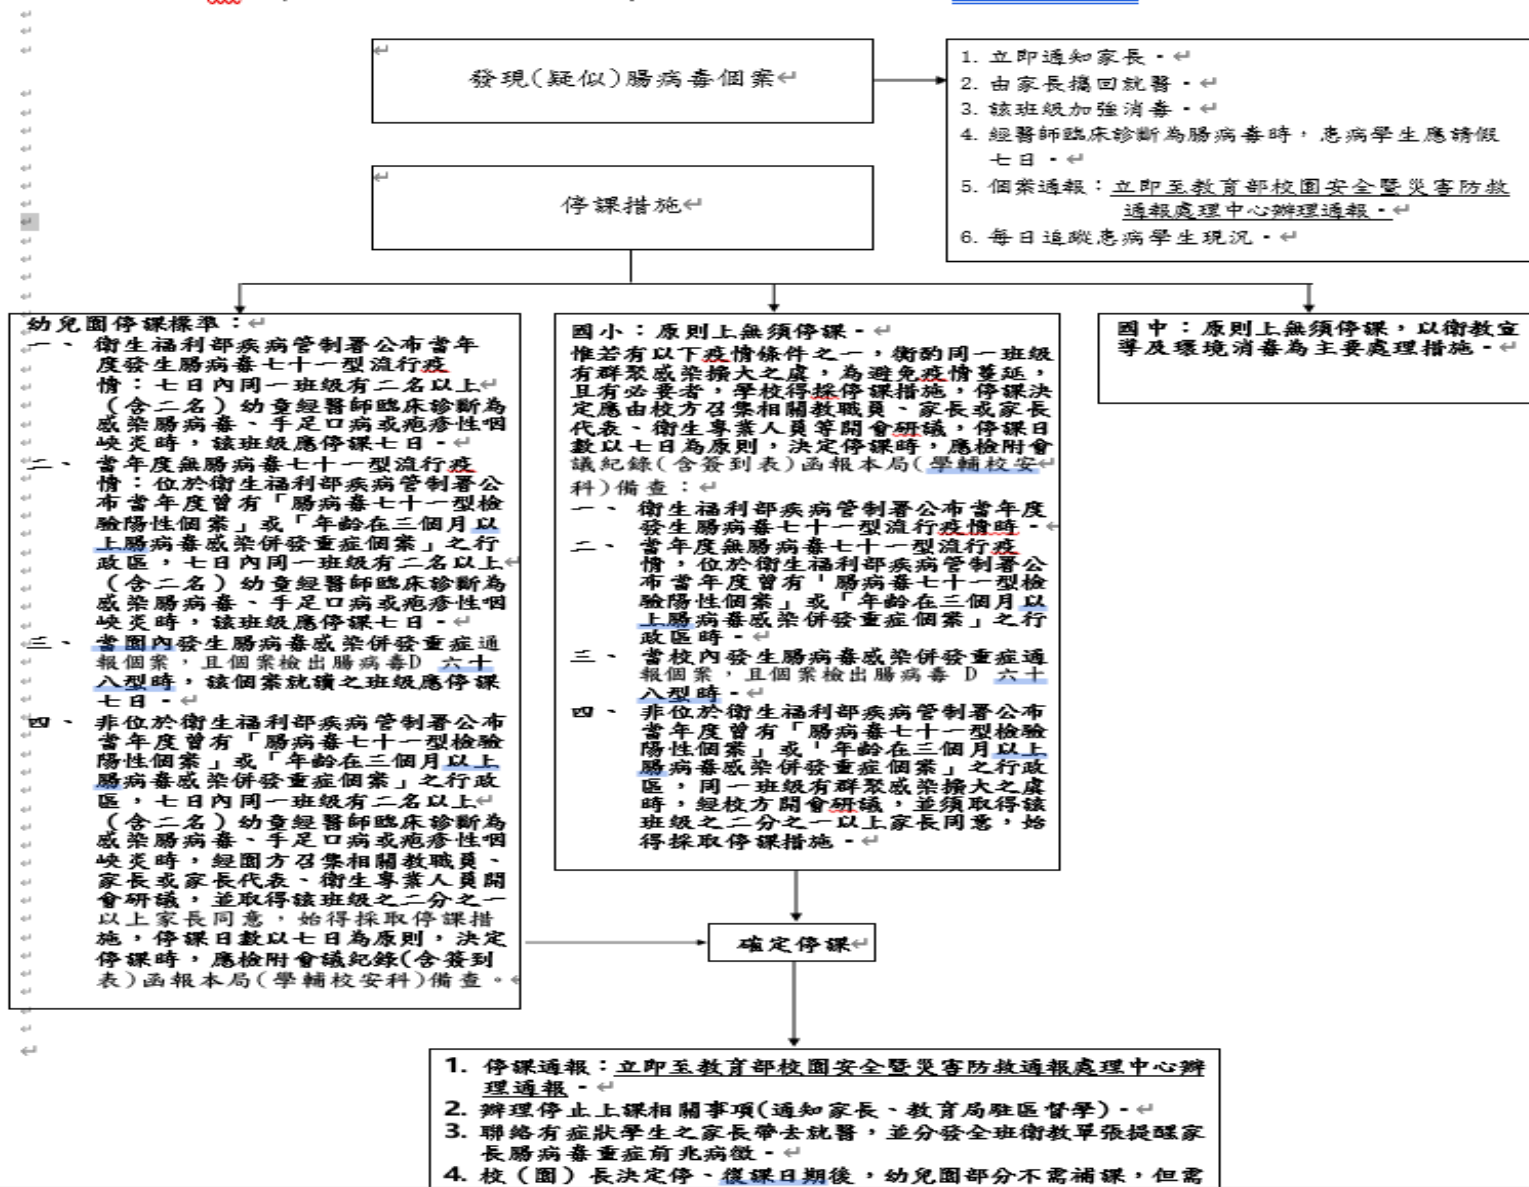 發現(疑似)腸病毒個案
1. 立即通知家長。
2. 由家長攜回就醫。
3. 該班級加強消毒。
4. 經醫師臨床診斷為腸病毒時，患病學生應請假
七日。
5. 個案通報：立即至教育部校園安全暨災害防救
通報處理中心辦理通報。
6. 每日追蹤患病學生現況。
停課措施
幼兒園停課標準：
一、 衛生福利部疾病管制署公布當年
度發生腸病毒七十一型流行疫
情：七日內同一班級有二名以上
（含二名）幼童經醫師臨床診斷為
感染腸病毒、手足口病或疱疹性咽
峽炎時，該班級應停課七日。
二、 當年度無腸病毒七十一型流行疫
情：位於衛生福利部疾病管制署公
布當年度曾有「腸病毒七十一型檢
驗陽性個案」或「年齡在三個月以
上腸病毒感染併發重症個案」之行
政區，七日內同一班級有二名以上
（含二名）幼童經醫師臨床診斷為
感染腸病毒、手足口病或疱疹性咽
峽炎時，該班級應停課七日。
三、 當園內發生腸病毒感染併發重症通
報個案，且個案檢出腸病毒D 六十
八型時，該個案就讀之班級應停課
七日。
四、 非位於衛生福利部疾病管制署公布
當年度曾有「腸病毒七十一型檢驗
陽性個案」或「年齡在三個月以上
腸病毒感染併發重症個案」之行政
區，七日內同一班級有二名以上
（含二名）幼童經醫師臨床診斷為
感染腸病毒、手足口病或疱疹性咽
峽炎時，經園方召集相關教職員、
家長或家長代表、衛生專業人員開
會研議，並取得該班級之二分之一
以上家長同意，始得採取停課措
施，停課日數以七日為原則，決定
停課時，應檢附會議紀錄(含簽到
表)函報本局(學輔校安科)備查。
國小：原則上無須停課。
惟若有以下疫情條件之一，衡酌同一班級
有群聚感染擴大之虞，為避免疫情蔓延，
且有必要者，學校得採停課措施，停課決
定應由校方召集相關教職員、家長或家長
代表、衛生專業人員等開會研議，停課日
數以七日為原則，決定停課時，應檢附會
議紀錄(含簽到表)函報本局(學輔校安
科)備查：
一、 衛生福利部疾病管制署公布當年度
發生腸病毒七十一型流行疫情時。
二、 當年度無腸病毒七十一型流行疫
情，位於衛生福利部疾病管制署公
布當年度曾有「腸病毒七十一型檢
驗陽性個案」或「年齡在三個月以
上腸病毒感染併發重症個案」之行
政區時。
三、 當校內發生腸病毒感染併發重症通
報個案，且個案檢出腸病毒 D 六十
八型時。
四、 非位於衛生福利部疾病管制署公布
當年度曾有「腸病毒七十一型檢驗
陽性個案」或「年齡在三個月以上
腸病毒感染併發重症個案」之行政
區，同一班級有群聚感染擴大之虞
時，經校方開會研議，並須取得該
班級之二分之一以上家長同意，始
得採取停課措施。
國中：原則上無須停課，以衛教宣
導及環境消毒為主要處理措施。
確定停課
1. 停課通報：立即至教育部校園安全暨災害防救通報處理中心辦
理通報。
2. 辦理停止上課相關事項(通知家長、教育局駐區督學)。
3. 聯絡有症狀學生之家長帶去就醫，並分發全班衛教單張提醒家
長腸病毒重症前兆病徵。
4. 校（園）長決定停、復課日期後，幼兒園部分不需補課，但需